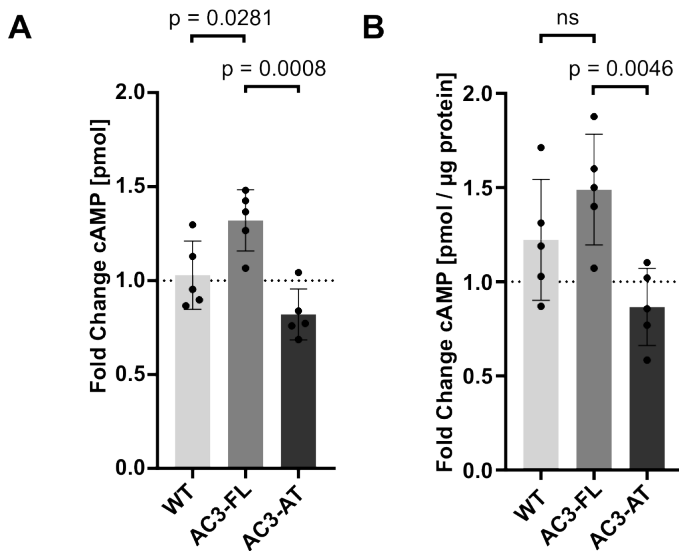 A
p = 0.0281
p = 0.0008
Fold Change cAMP [pmol]
2.0
1.5
1.0
0.5
0.0
WT
AC3-FL
AC3-AT
B
ns
p = 0.0046
Fold Change cAMP [pmol / µg protein]
2.0
1.5
1.0
0.5
0.0
WT
AC3-FL
AC3-AT